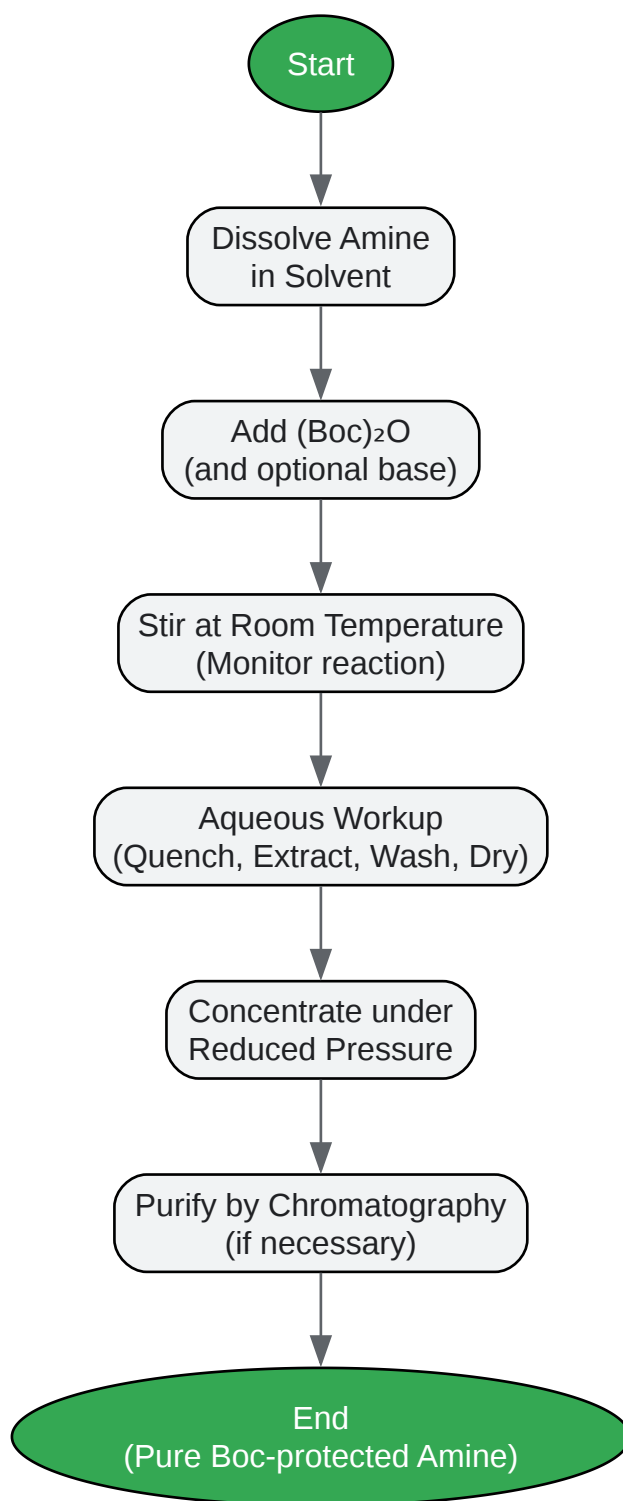 Start
Dissolve Amine
in Solvent
Add (Boc)₂O
(and optional base)
Stir at Room Temperature
(Monitor reaction)
Aqueous Workup
(Quench, Extract, Wash, Dry)
Concentrate under
Reduced Pressure
Purify by Chromatography
(if necessary)
End
(Pure Boc-protected Amine)